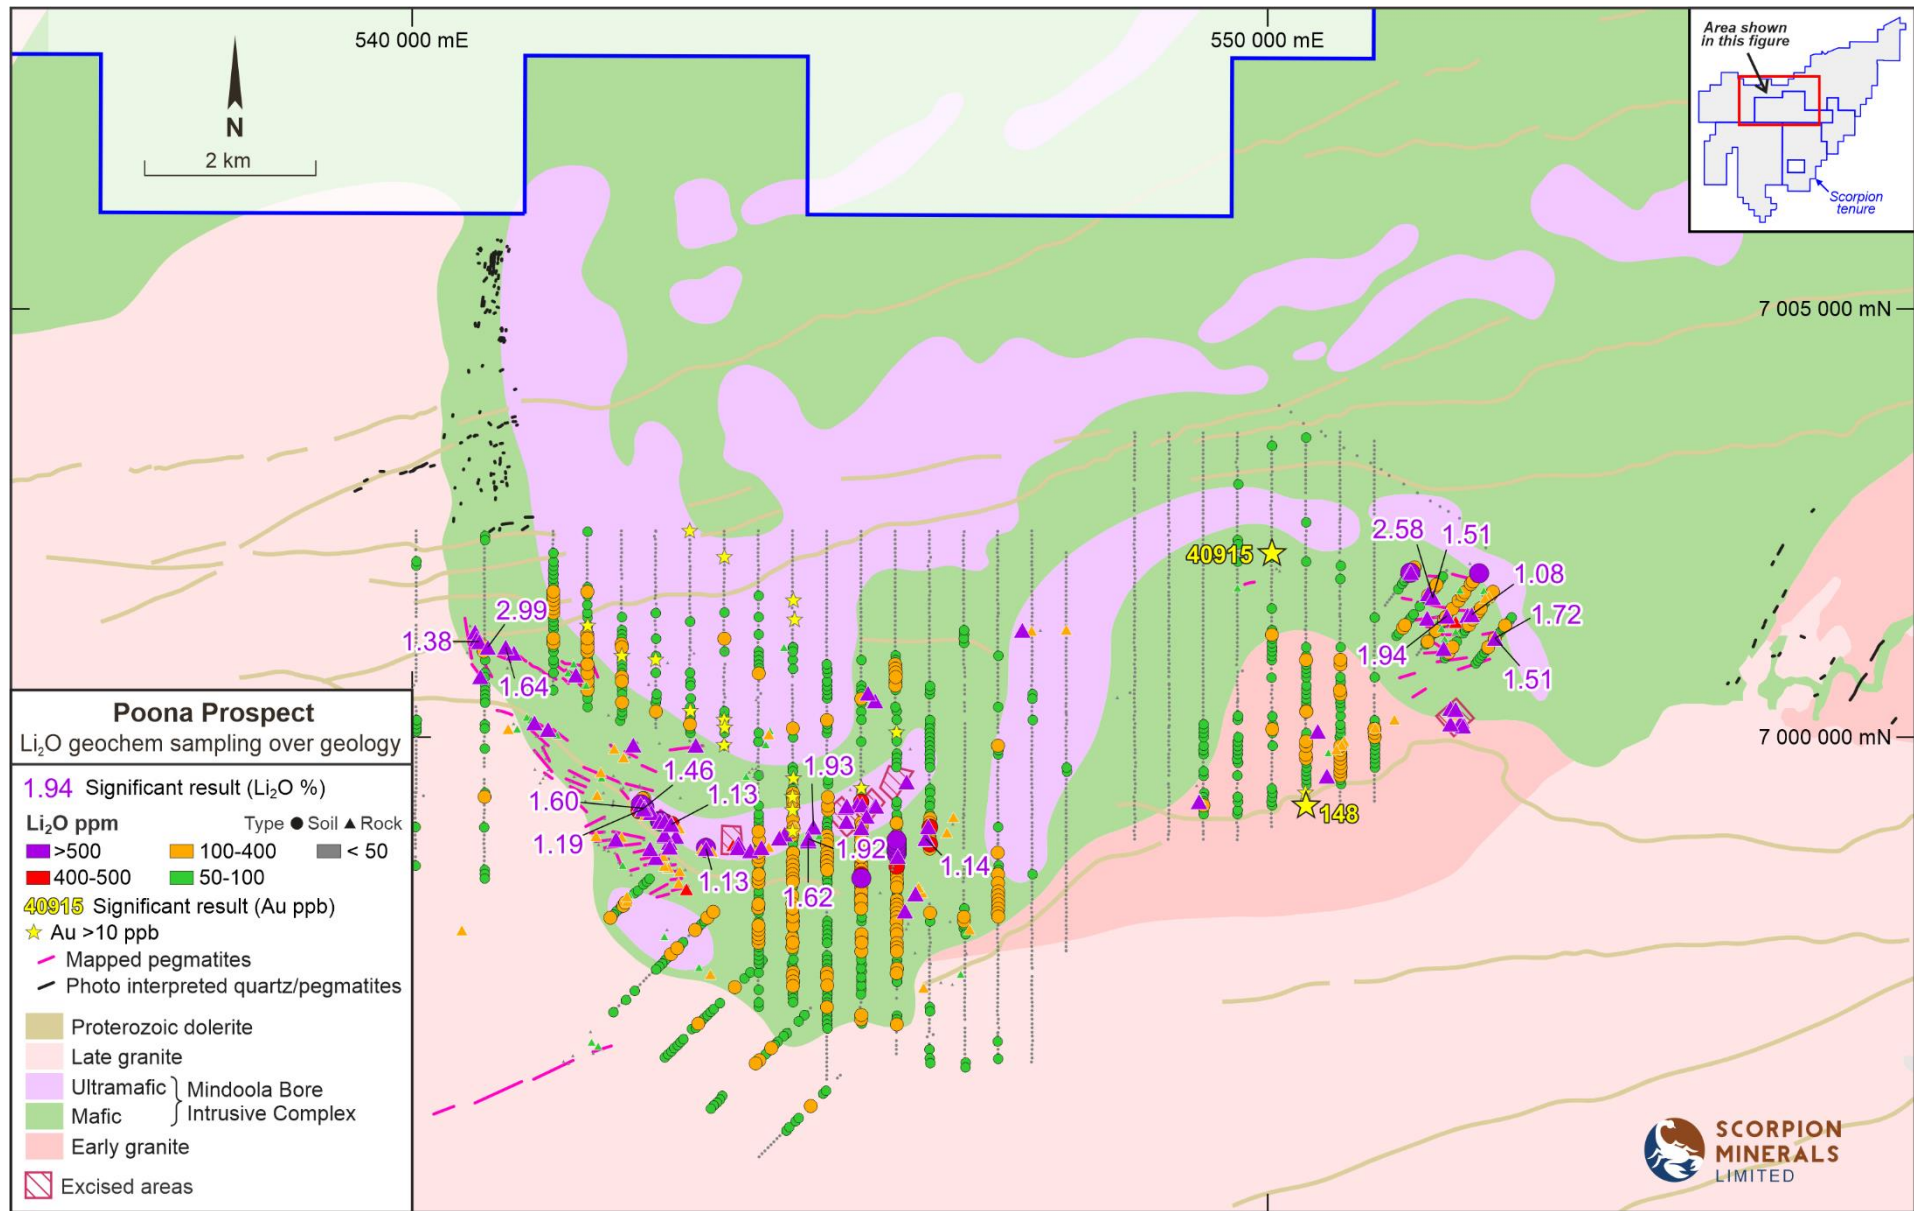 540 000 mE
550 000 mE
Area shown
in this figure
N
2 km
Scorpion
tenure
7 005 000 mN
2.58
1.51
40915
1.08
2.99
1.72
1.38
1.94
1.64
1.51
7 000 000 mN
1.46
1.93
1.60
1.13
148
1.19
1.92
1.14
1.13
1.62
Poona Prospect
Li₂O geochem sampling over geology
1.94 Significant result (Li₂O %)
Li₂O ppm Type ● Soil ▲ Rock
>500 100-400 < 50
400-500 50-100
40915 Significant result (Au ppb)
Au >10 ppb
Mapped pegmatites
Photo interpreted quartz/pegmatites
Proterozoic dolerite
Late granite
Ultramafic
Mafic
Mindoola Bore
Intrusive Complex
Early granite
Excised areas
SCORPION
MINERALS
LIMITED